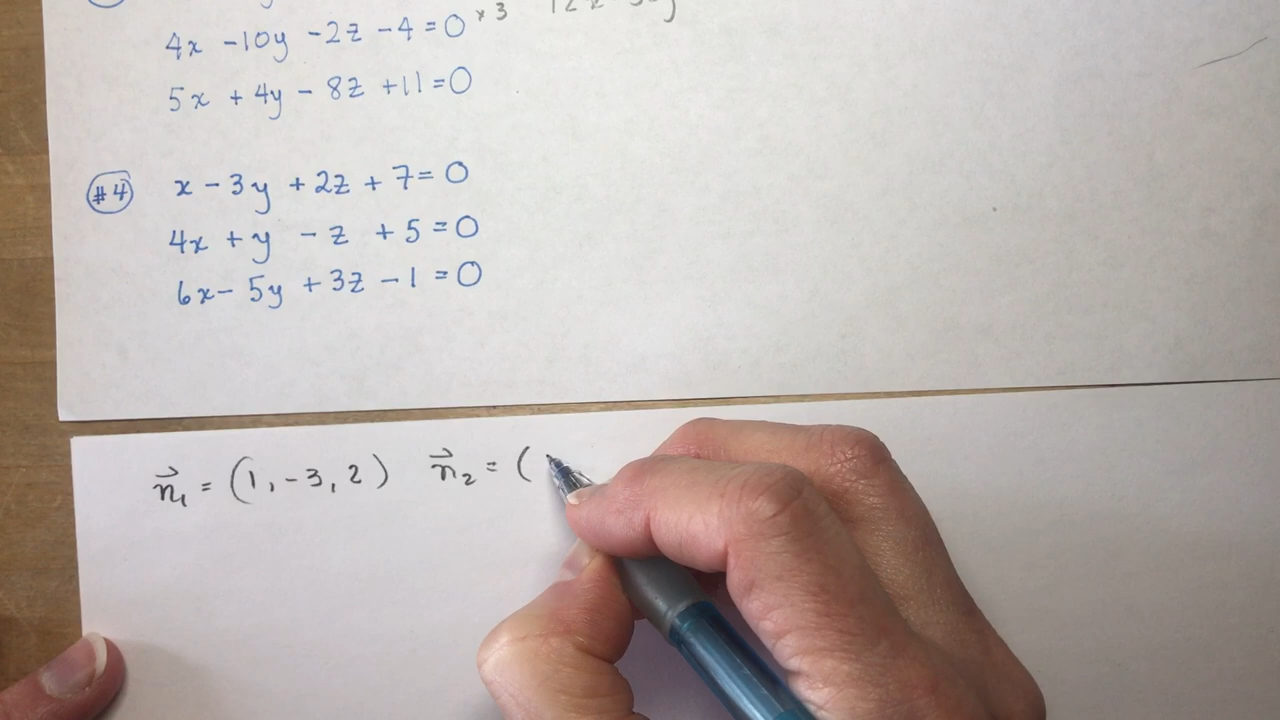 4x - 10y - 2z - 4 = 0 ×3
5x + 4y - 8z + 11 = 0
#4 x - 3y + 2z + 7 = 0
4x + y - z + 5 = 0
6x - 5y + 3z - 1 = 0
n⃗₁ = (1, -3, 2) n⃗₂ = (